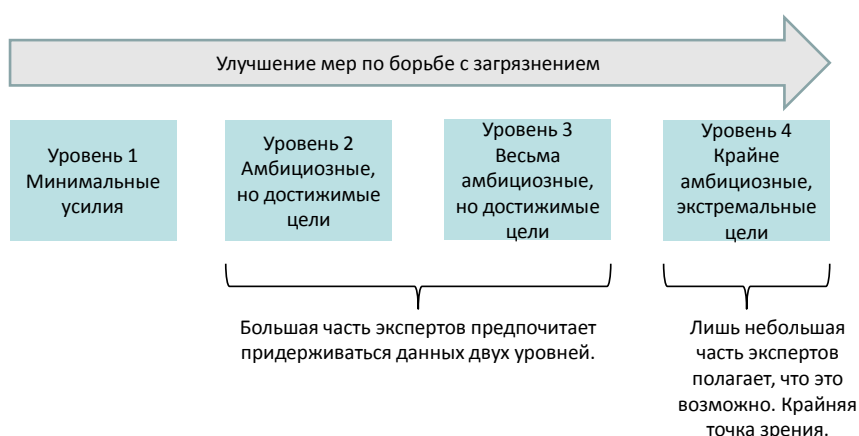 Улучшение мер по борьбе с загрязнением
Уровень 1
Минимальные
усилия
Уровень 2
Амбициозные,
но достижимые
цели
Уровень 3
Весьма
амбициозные,
но достижимые
цели
Уровень 4
Крайне
амбициозные,
экстремальные
цели
Большая часть экспертов предпочитает
придерживаться данных двух уровней.
Лишь небольшая
часть экспертов
полагает, что это
возможно. Крайняя
точка зрения.